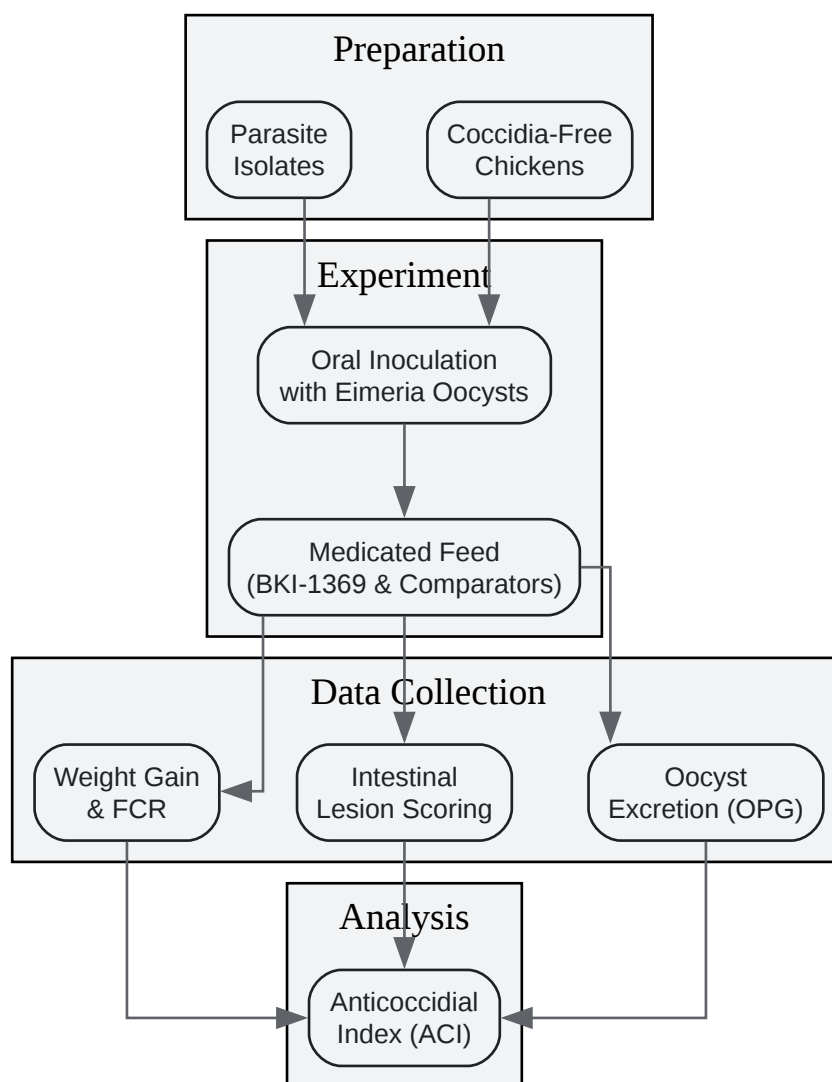 Preparation
Parasite
Isolates
Coccidia-Free
Chickens
Experiment
Oral Inoculation
with Eimeria Oocysts
Medicated Feed
(BKI-1369 & Comparators)
Data Collection
Weight Gain
& FCR
Intestinal
Lesion Scoring
Oocyst
Excretion (OPG)
Analysis
Anticoccidial
Index (ACI)